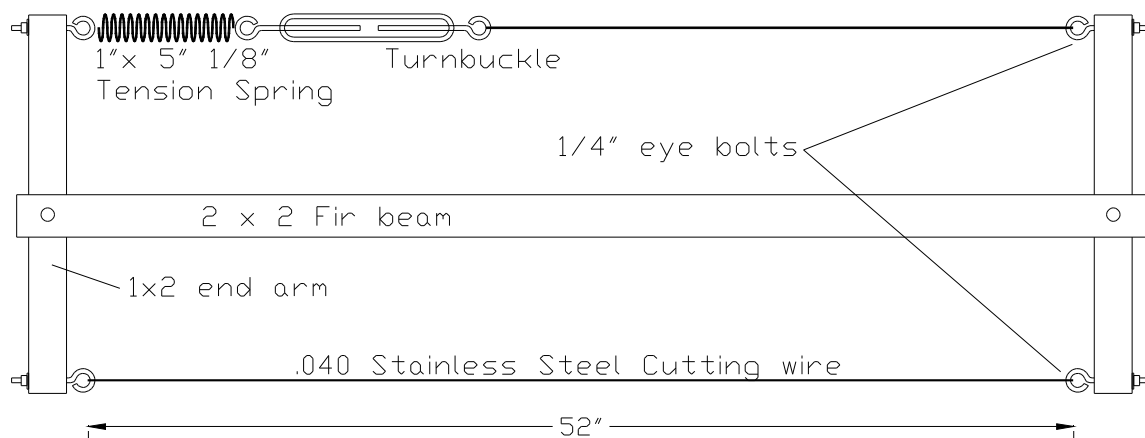 1"x 5" 1/8"
Tension Spring
Turnbuckle
1/4" eye bolts
2 x 2 Fir beam
1x2 end arm
.040 Stainless Steel Cutting wire
52"